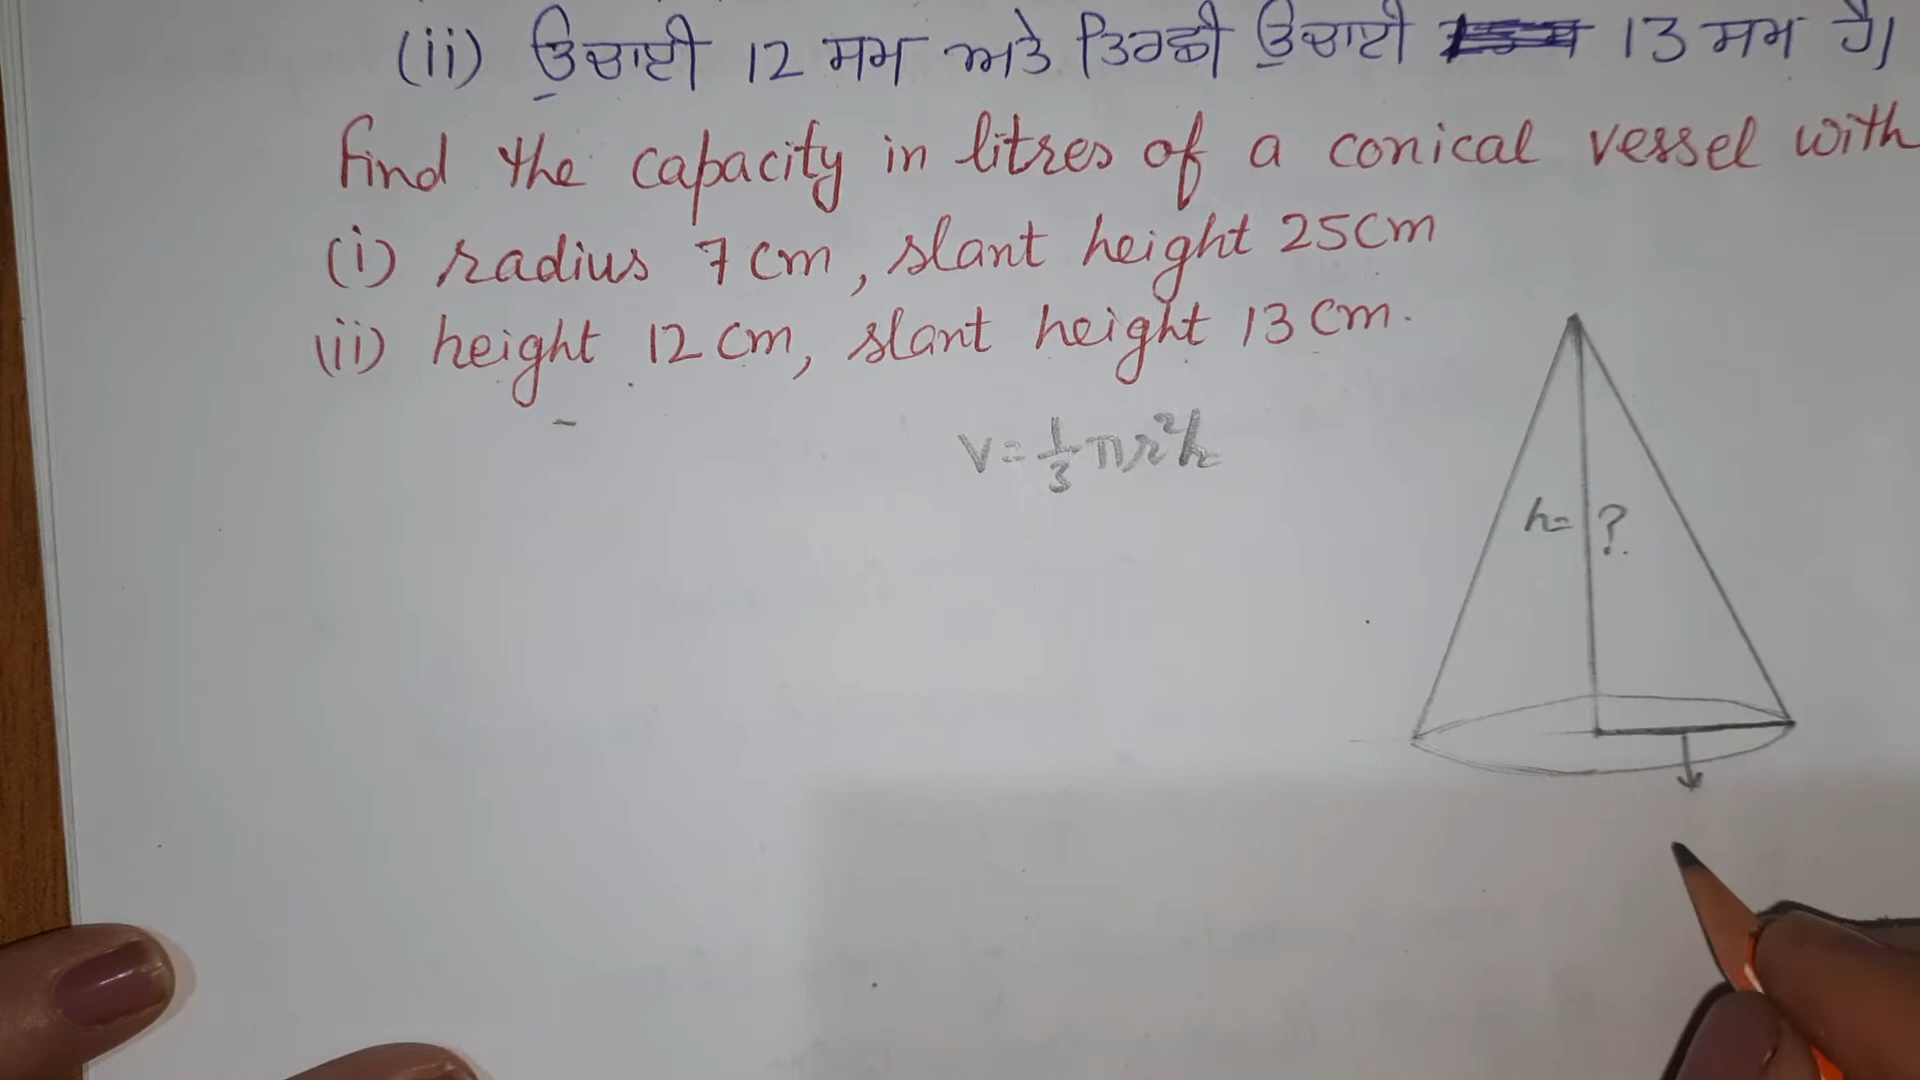 (ii) ਉਚਾਈ 12 ਸਮ ਅਤੇ ਤਿਰਛੀ ਉਚਾਈ 13 ਸਮ ਹੈ।
Find the capacity in litres of a conical vessel with
(i) radius 7 cm, slant height 25cm
(ii) height 12 cm, slant height 13 cm.
V = 1/3 πr²h
h= ?